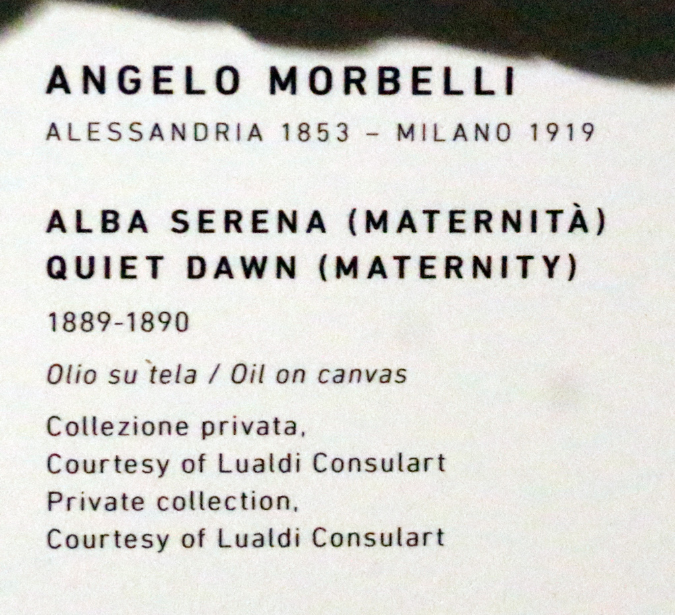 ANGELO MORBELLI
ALESSANDRIA 1853 – MILANO 1919
ALBA SERENA (MATERNITÀ)
QUIET DAWN (MATERNITY)
1889-1890
Olio su tela / Oil on canvas
Collezione privata,
Courtesy of Lualdi Consulart
Private collection,
Courtesy of Lualdi Consulart